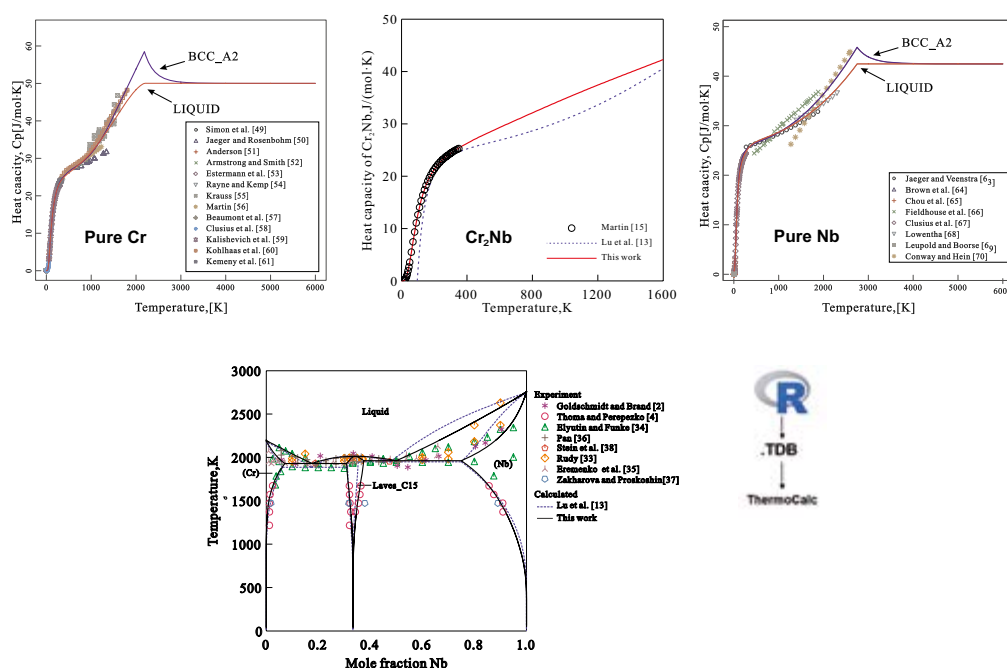 Heat caacity, Cp[J/mol·K]
0 10 20 30 40 50 60
BCC_A2
LIQUID
Simon et al. [49]
Jaeger and Rosenbohm [50]
Anderson [51]
Armstrong and Smith [52]
Estermann et al. [53]
Rayne and Kemp [54]
Krauss [55]
Martin [56]
Beaumont et al. [57]
Clusius et al. [58]
Kalishevich et al. [59]
Kohlhaas et al. [60]
Kemeny et al. [61]
Pure Cr
0 1000 2000 3000 4000 5000 6000
Temperature,[K]
Heat capacity of Cr₂Nb,J/(mol·K)
50
40
30
20
10
0
Cr₂Nb
Martin [15]
Lu et al. [13]
This work
0 400 800 1200 1600
Temperature,K
Heat caacity, Cp[J/mol·K]
0 10 20 30 40 50
BCC_A2
LIQUID
Jaeger and Veenstra [63]
Brown et al. [64]
Chou et al. [65]
Fieldhouse et al. [66]
Clusius et al. [67]
Lowentha [68]
Leupold and Boorse [69]
Conway and Hein [70]
Pure Nb
0 1000 2000 3000 4000 5000 6000
Temperature,[K]
Temperature,K
3000
2500
2000
(Cr)
1500
1000
500
0
Liquid
(Nb)
Laves_C15
0 0.2 0.4 0.6 0.8 1.0
Mole fraction Nb
Experiment
Goldschmidt and Brand [2]
Thoma and Perepezko [4]
Elyutin and Funke [34]
Pan [36]
Stein et al. [38]
Rudy [33]
Bremenko et al. [35]
Zakharova and Proskoshin[37]
Calculated
Lu et al. [13]
This work
R
.TDB
ThermoCalc